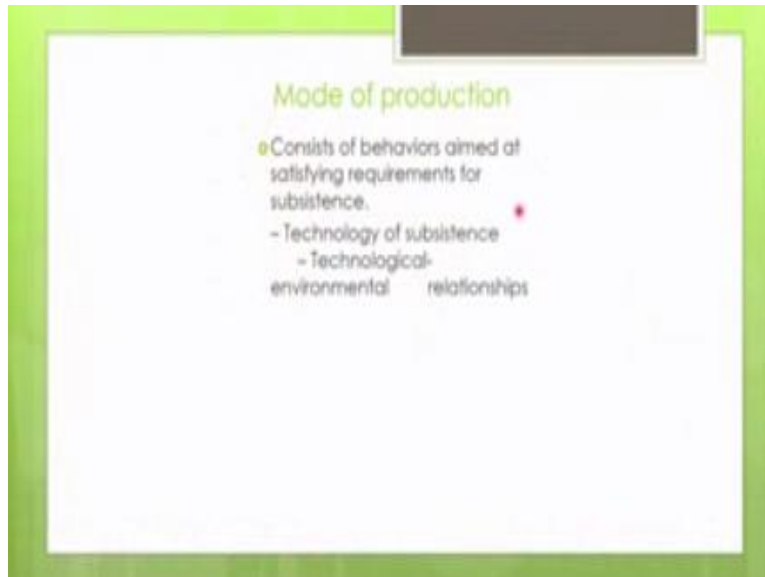 Mode of production
Consists of behaviors aimed at
satisfying requirements for
subsistence.
– Technology of subsistence
– Technological-
environmental relationships